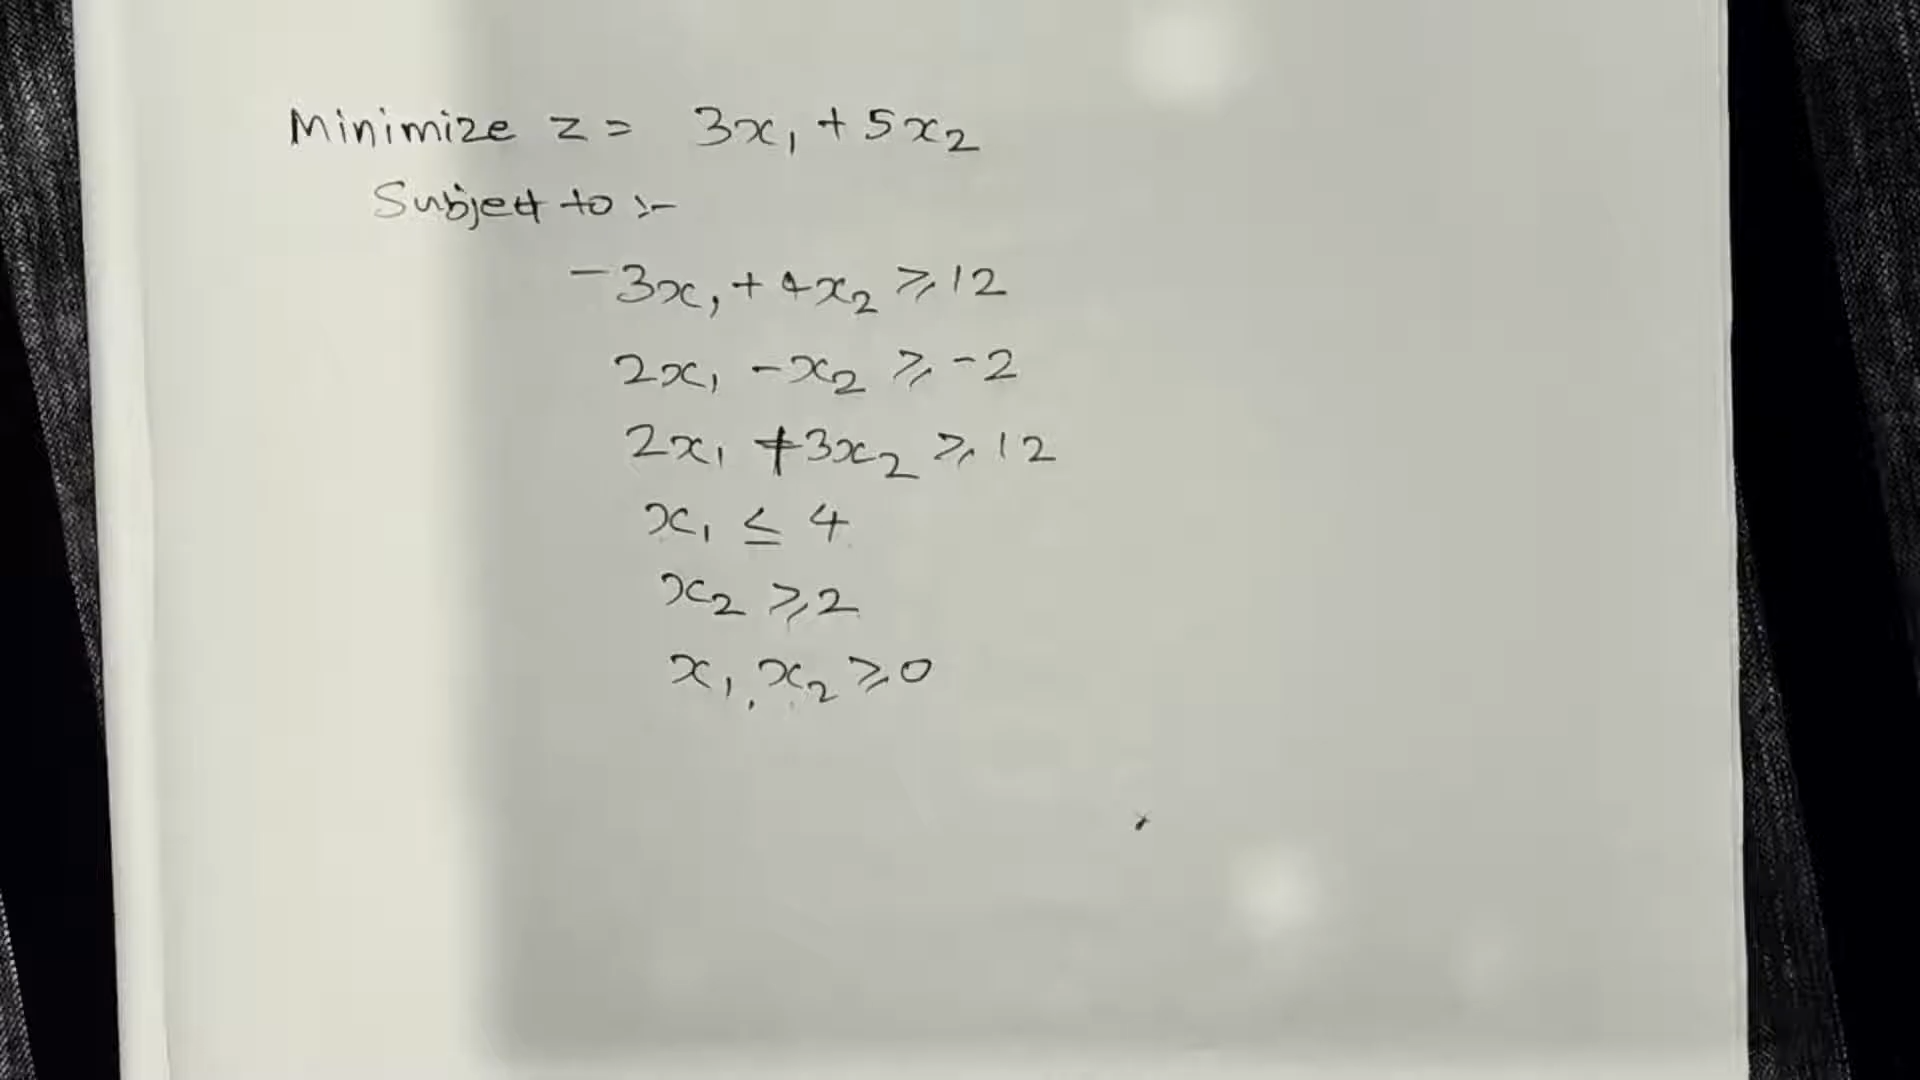 Minimize z = 3x₁ + 5x₂
Subject to :-
-3x₁ + 4x₂ ⩾ 12
2x₁ - x₂ ⩾ -2
2x₁ + 3x₂ ⩾ 12
x₁ ≤ 4
x₂ ⩾ 2
x₁, x₂ ⩾ 0